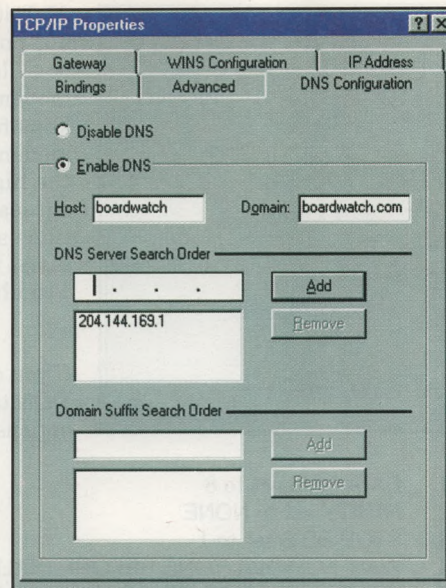 TCP/IP Properties
Gateway WINS Configuration IP Address
Bindings Advanced DNS Configuration
Disable DNS
Enable DNS
Host: boardwatch Domain: boardwatch.com
DNS Server Search Order
. . . Add
204.144.169.1 Remove
Domain Suffix Search Order
Add
Remove